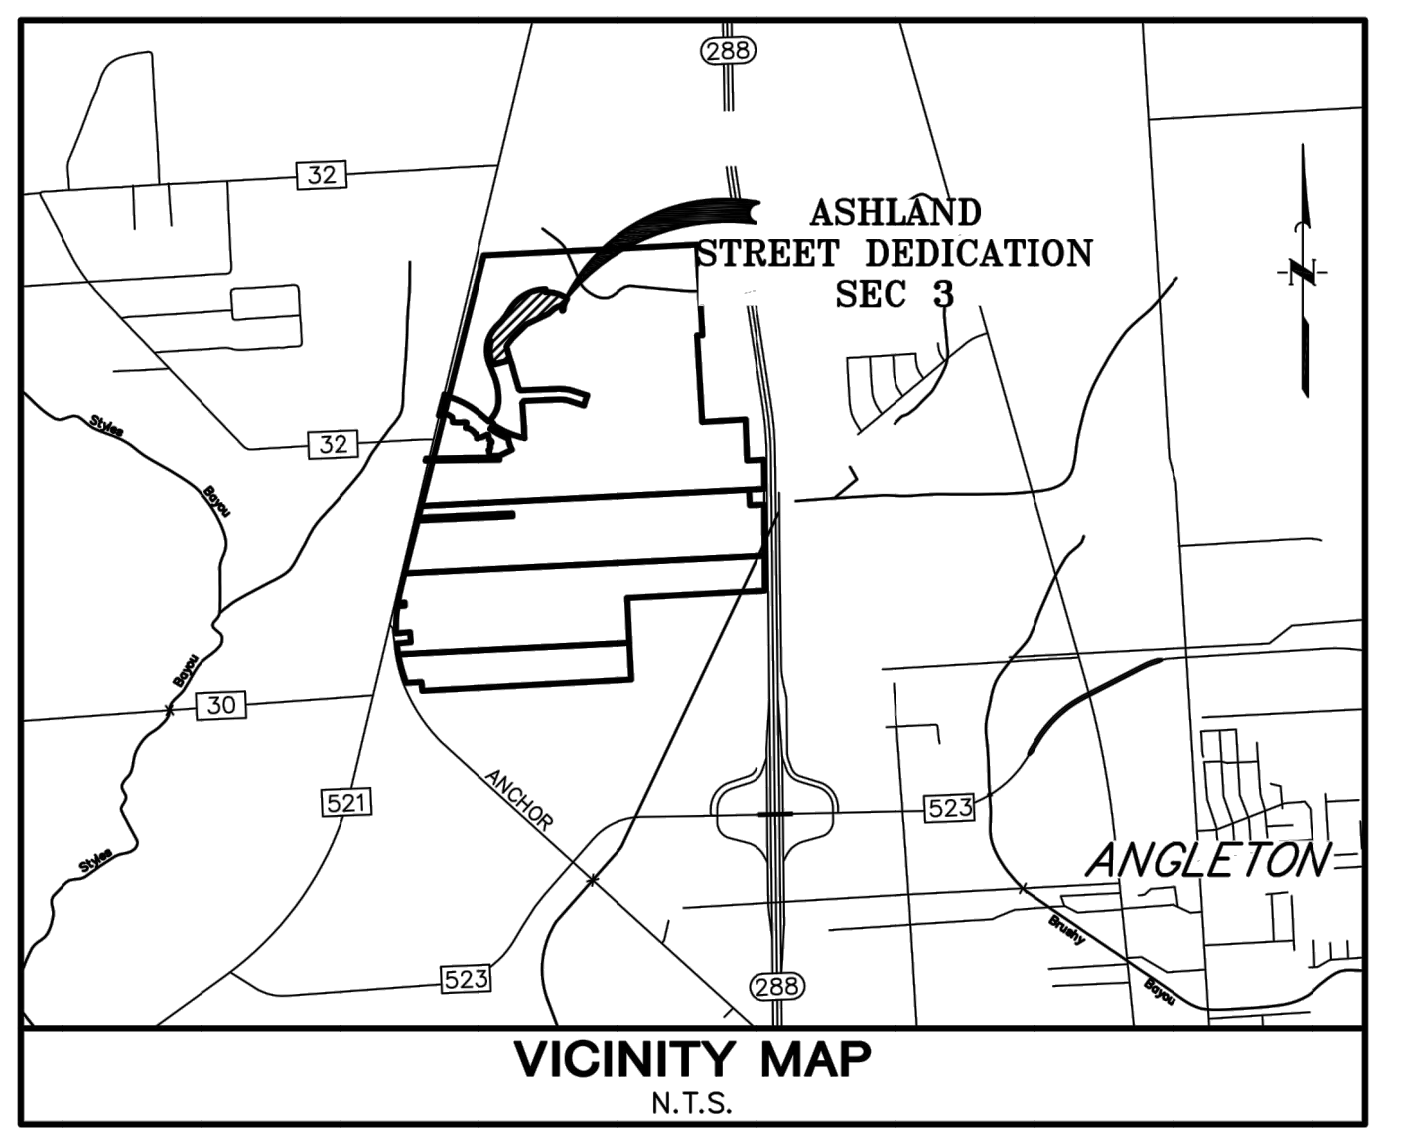 288
32
ASHLAND
STREET DEDICATION
SEC 3
N
32
Styles
Bayou
Bayou
30
521
ANCHOR
523
Styles
ANGLETON
Brushy
523
288
Bayou
VICINITY MAP
N.T.S.